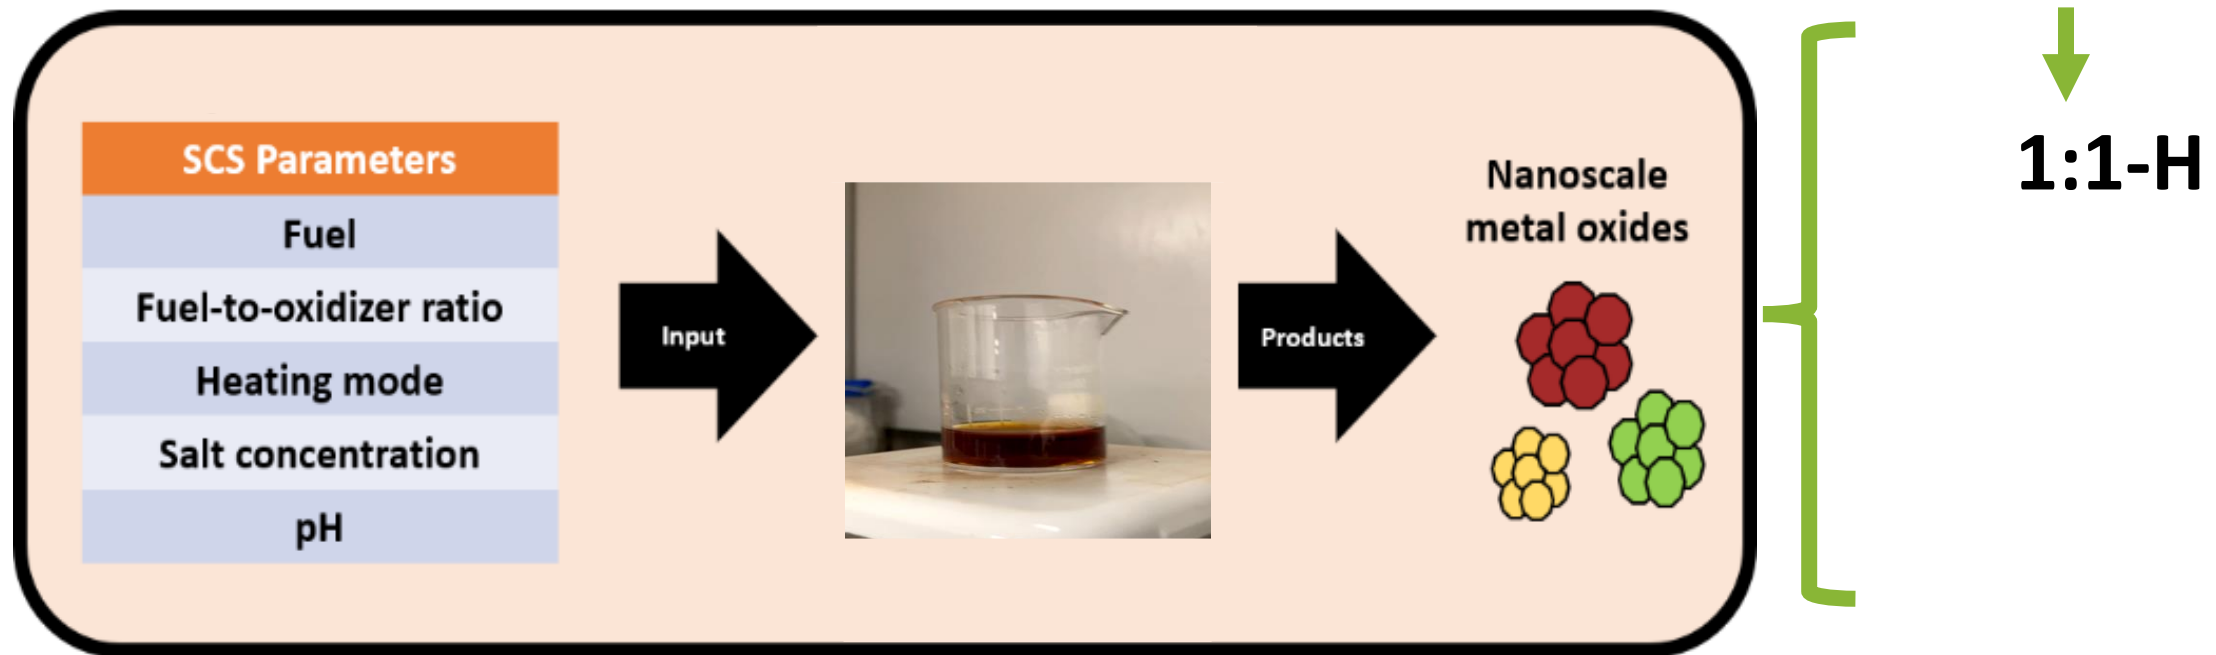 SCS Parameters
Fuel
Fuel-to-oxidizer ratio
Heating mode
Salt concentration
pH
Input
Products
Nanoscale
metal oxides
1:1-H